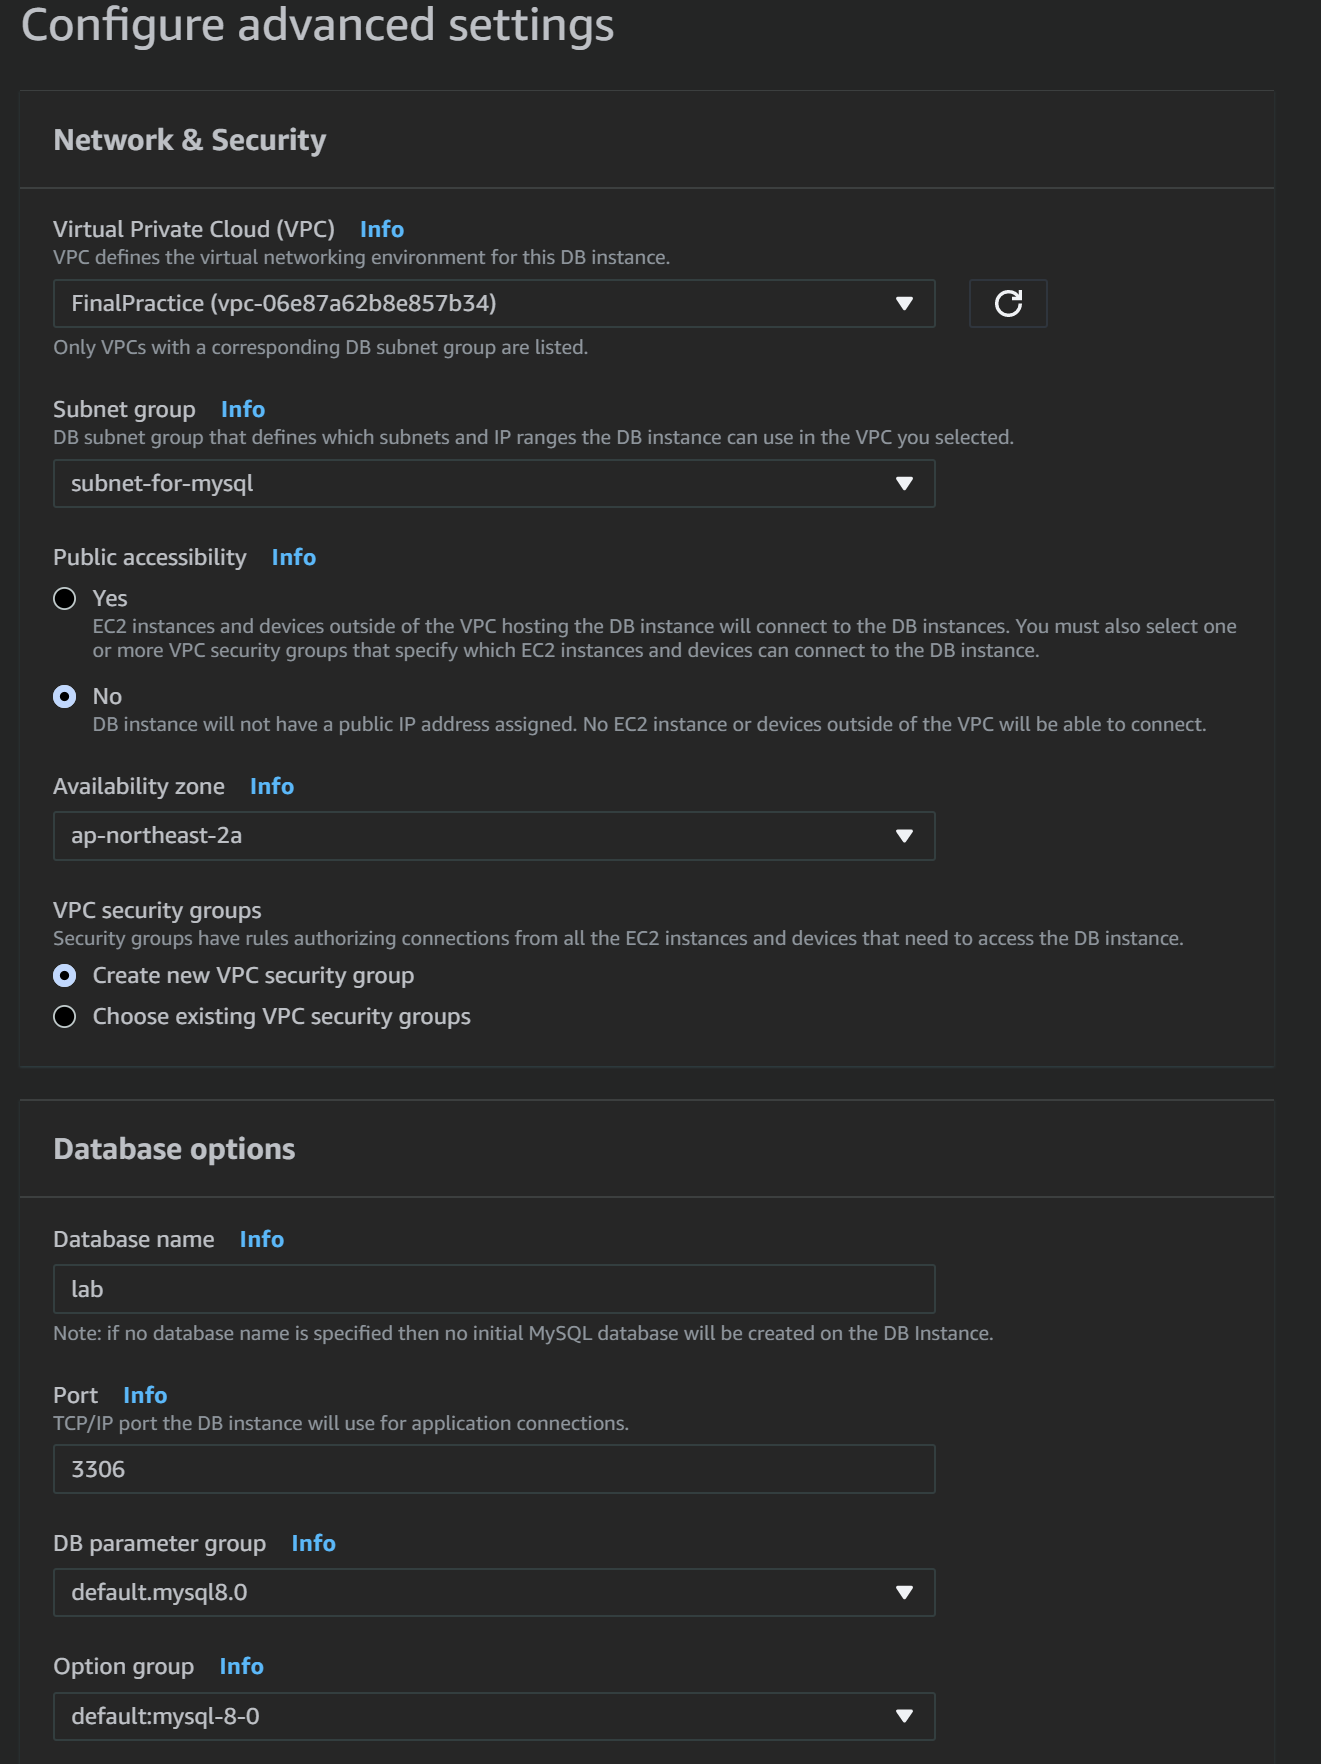 Configure advanced settings
Network & Security
Virtual Private Cloud (VPC) Info
VPC defines the virtual networking environment for this DB instance.
FinalPractice (vpc-06e87a62b8e857b34)
Only VPCs with a corresponding DB subnet group are listed.
Subnet group Info
DB subnet group that defines which subnets and IP ranges the DB instance can use in the VPC you selected.
subnet-for-mysql
Public accessibility Info
Yes
EC2 instances and devices outside of the VPC hosting the DB instance will connect to the DB instances. You must also select one
or more VPC security groups that specify which EC2 instances and devices can connect to the DB instance.
No
DB instance will not have a public IP address assigned. No EC2 instance or devices outside of the VPC will be able to connect.
Availability zone Info
ap-northeast-2a
VPC security groups
Security groups have rules authorizing connections from all the EC2 instances and devices that need to access the DB instance.
Create new VPC security group
Choose existing VPC security groups
Database options
Database name Info
lab
Note: if no database name is specified then no initial MySQL database will be created on the DB Instance.
Port Info
TCP/IP port the DB instance will use for application connections.
3306
DB parameter group Info
default.mysql8.0
Option group Info
default:mysql-8-0